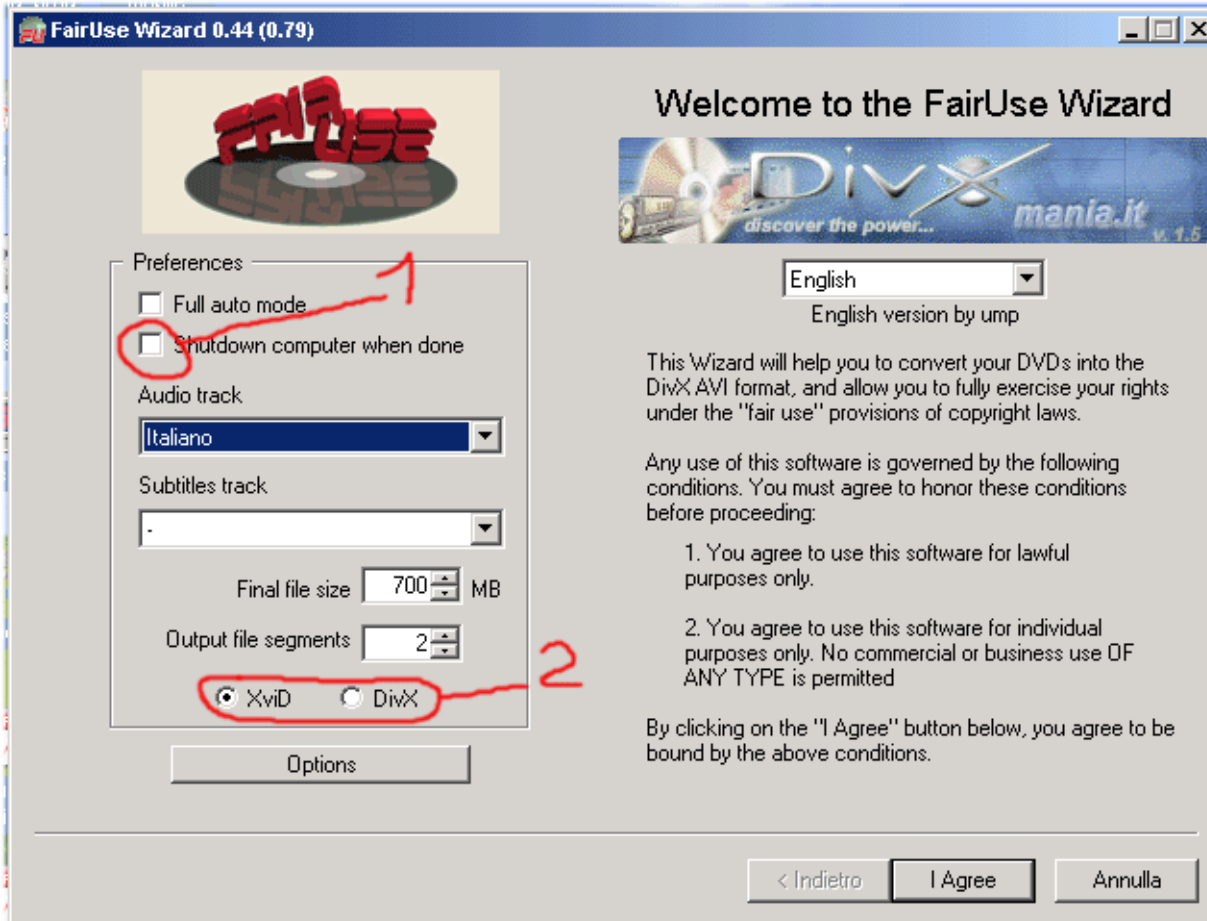 FairUse Wizard 0.44 (0.79)
FAIR
USE
Welcome to the FairUse Wizard
DivX
discover the power...
mania.it
v. 1.5
Preferences
1
Full auto mode
Shutdown computer when done
Audio track
Italiano
Subtitles track
-
Final file size 700 MB
Output file segments 2
XviD DivX
2
Options
English
English version by ump
This Wizard will help you to convert your DVDs into the
DivX AVI format, and allow you to fully exercise your rights
under the "fair use" provisions of copyright laws.
Any use of this software is governed by the following
conditions. You must agree to honor these conditions
before proceeding:
1. You agree to use this software for lawful
purposes only.
2. You agree to use this software for individual
purposes only. No commercial or business use OF
ANY TYPE is permitted
By clicking on the "I Agree" button below, you agree to be
bound by the above conditions.
< Indietro
I Agree
Annulla